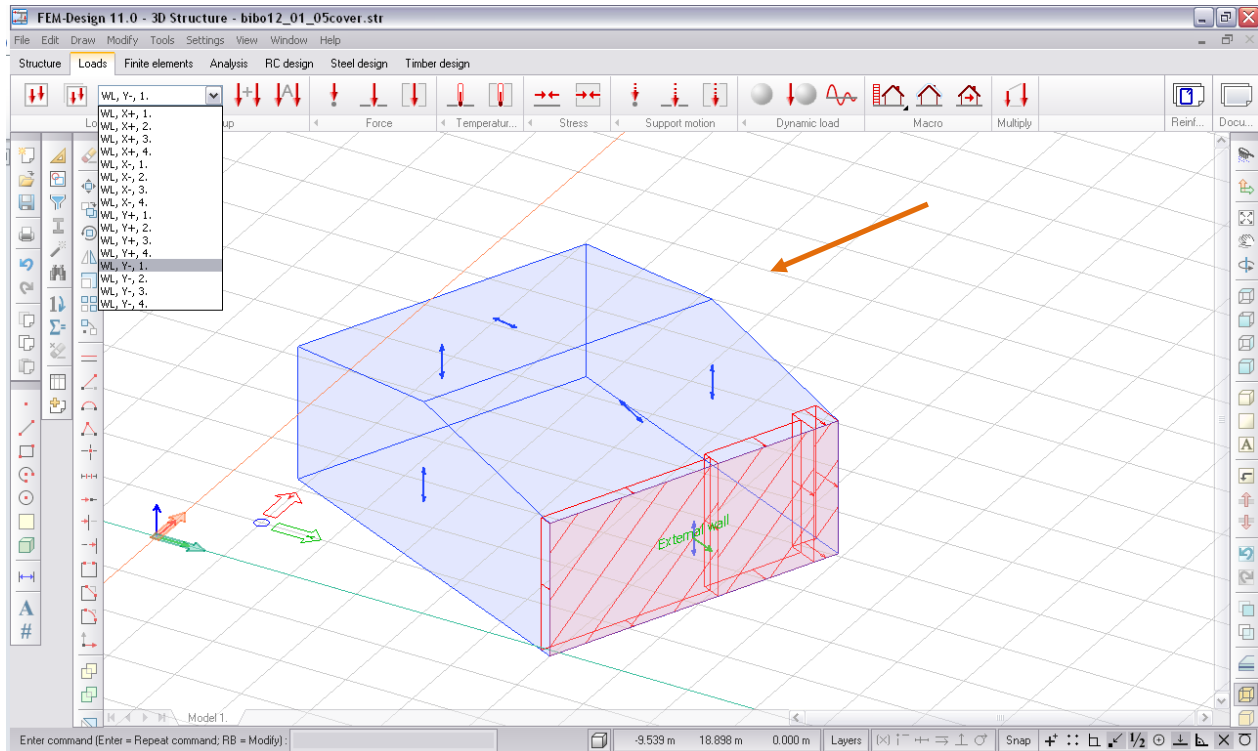 FEM-Design 11.0 - 3D Structure - bibo12_01_05cover.str
File Edit Draw Modify Tools Settings View Window Help
Structure Loads Finite elements Analysis RC design Steel design Timber design
WL, Y-, 1.
Lo up Force Temperatur... Stress Support motion Dynamic load Macro Multiply Reinf... Docu...
WL, X+, 1.
WL, X+, 2.
WL, X+, 3.
WL, X+, 4.
WL, X-, 1.
WL, X-, 2.
WL, X-, 3.
WL, X-, 4.
WL, Y+, 1.
WL, Y+, 2.
WL, Y+, 3.
WL, Y+, 4.
WL, Y-, 1.
WL, Y-, 2.
WL, Y-, 3.
WL, Y-, 4.
External wall
A
#
A
Model 1.
Enter command (Enter = Repeat command; RB = Modify) : -9.539 m 18.898 m 0.000 m Layers Snap 1/2